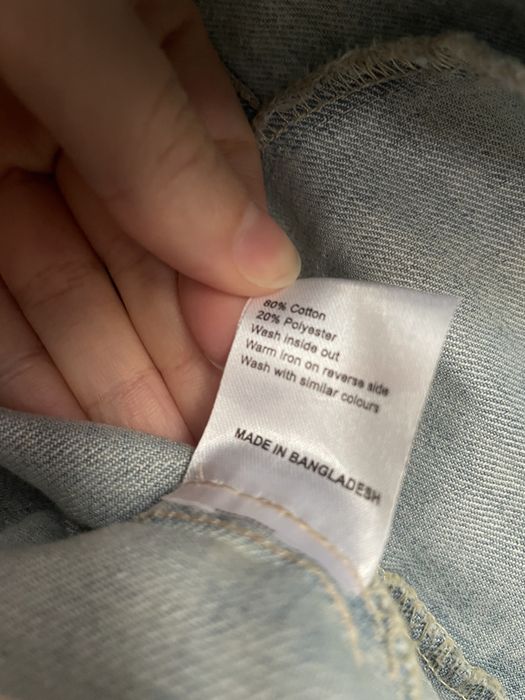 80% Cotton
20% Polyester
Wash inside out
Warm Iron on reverse side
Wash with similar colours
MADE IN BANGLADESH